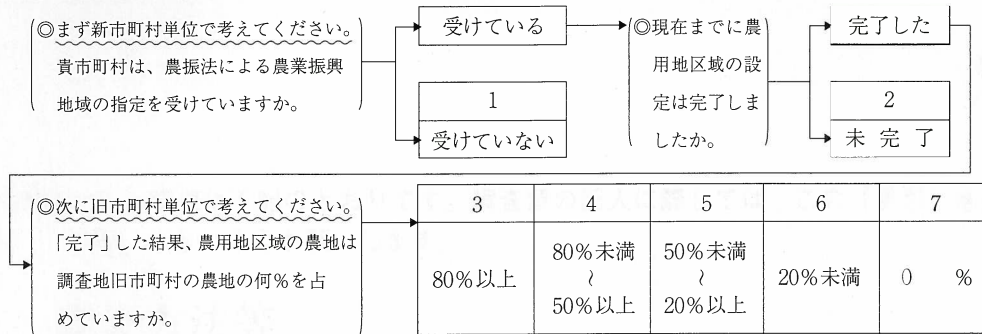 ◎まず新市町村単位で考えてください。
貴市町村は、農振法による農業振興
地域の指定を受けていますか。
受けている
1
受けていない
◎現在までに農
用地区域の設
定は完了しま
したか。
完了した
2
未完了
◎次に旧市町村単位で考えてください。
「完了」した結果、農用地区域の農地は
調査地旧市町村の農地の何%を占
めていますか。
3
80%以上
4
80%未満
〜
50%以上
5
50%未満
〜
20%以上
6
20%未満
7
0 %